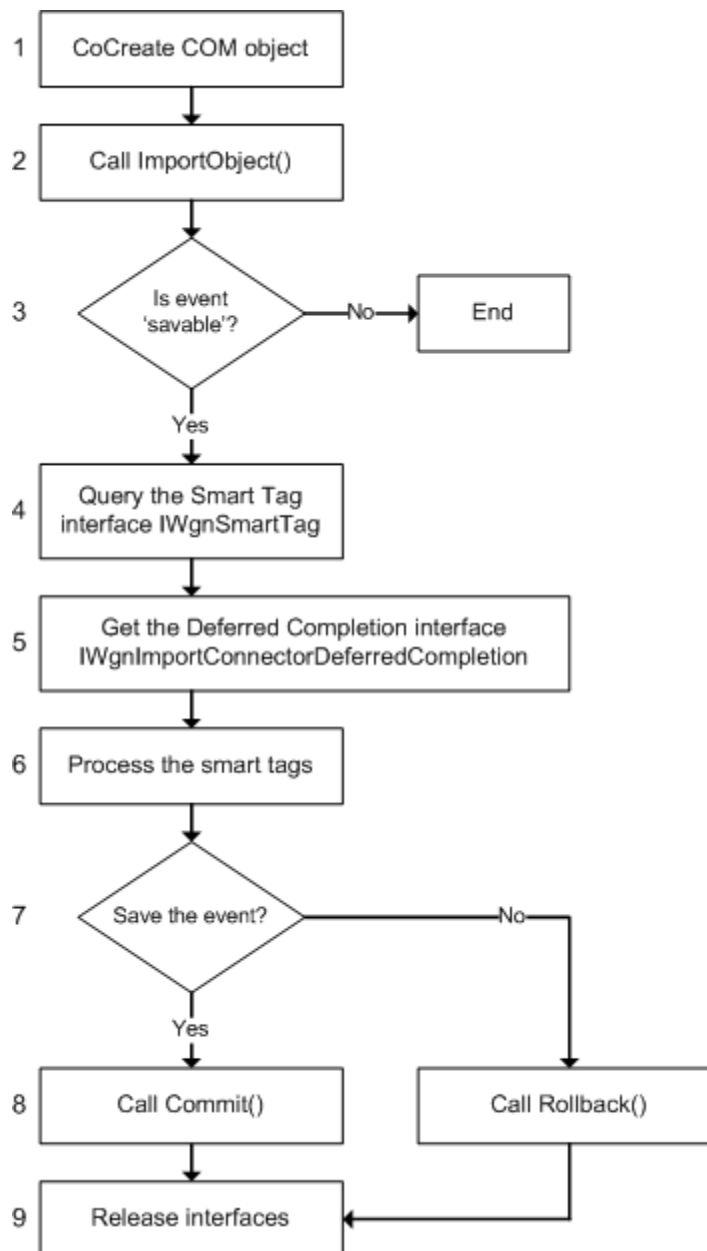 1
CoCreate COM object
2
Call ImportObject()
3
Is event
‘savable’?
No
End
Yes
4
Query the Smart Tag
interface IWgnSmartTag
5
Get the Deferred Completion interface
IWgnImportConnectorDeferredCompletion
6
Process the smart tags
7
Save the event?
No
Yes
8
Call Commit()
Call Rollback()
9
Release interfaces